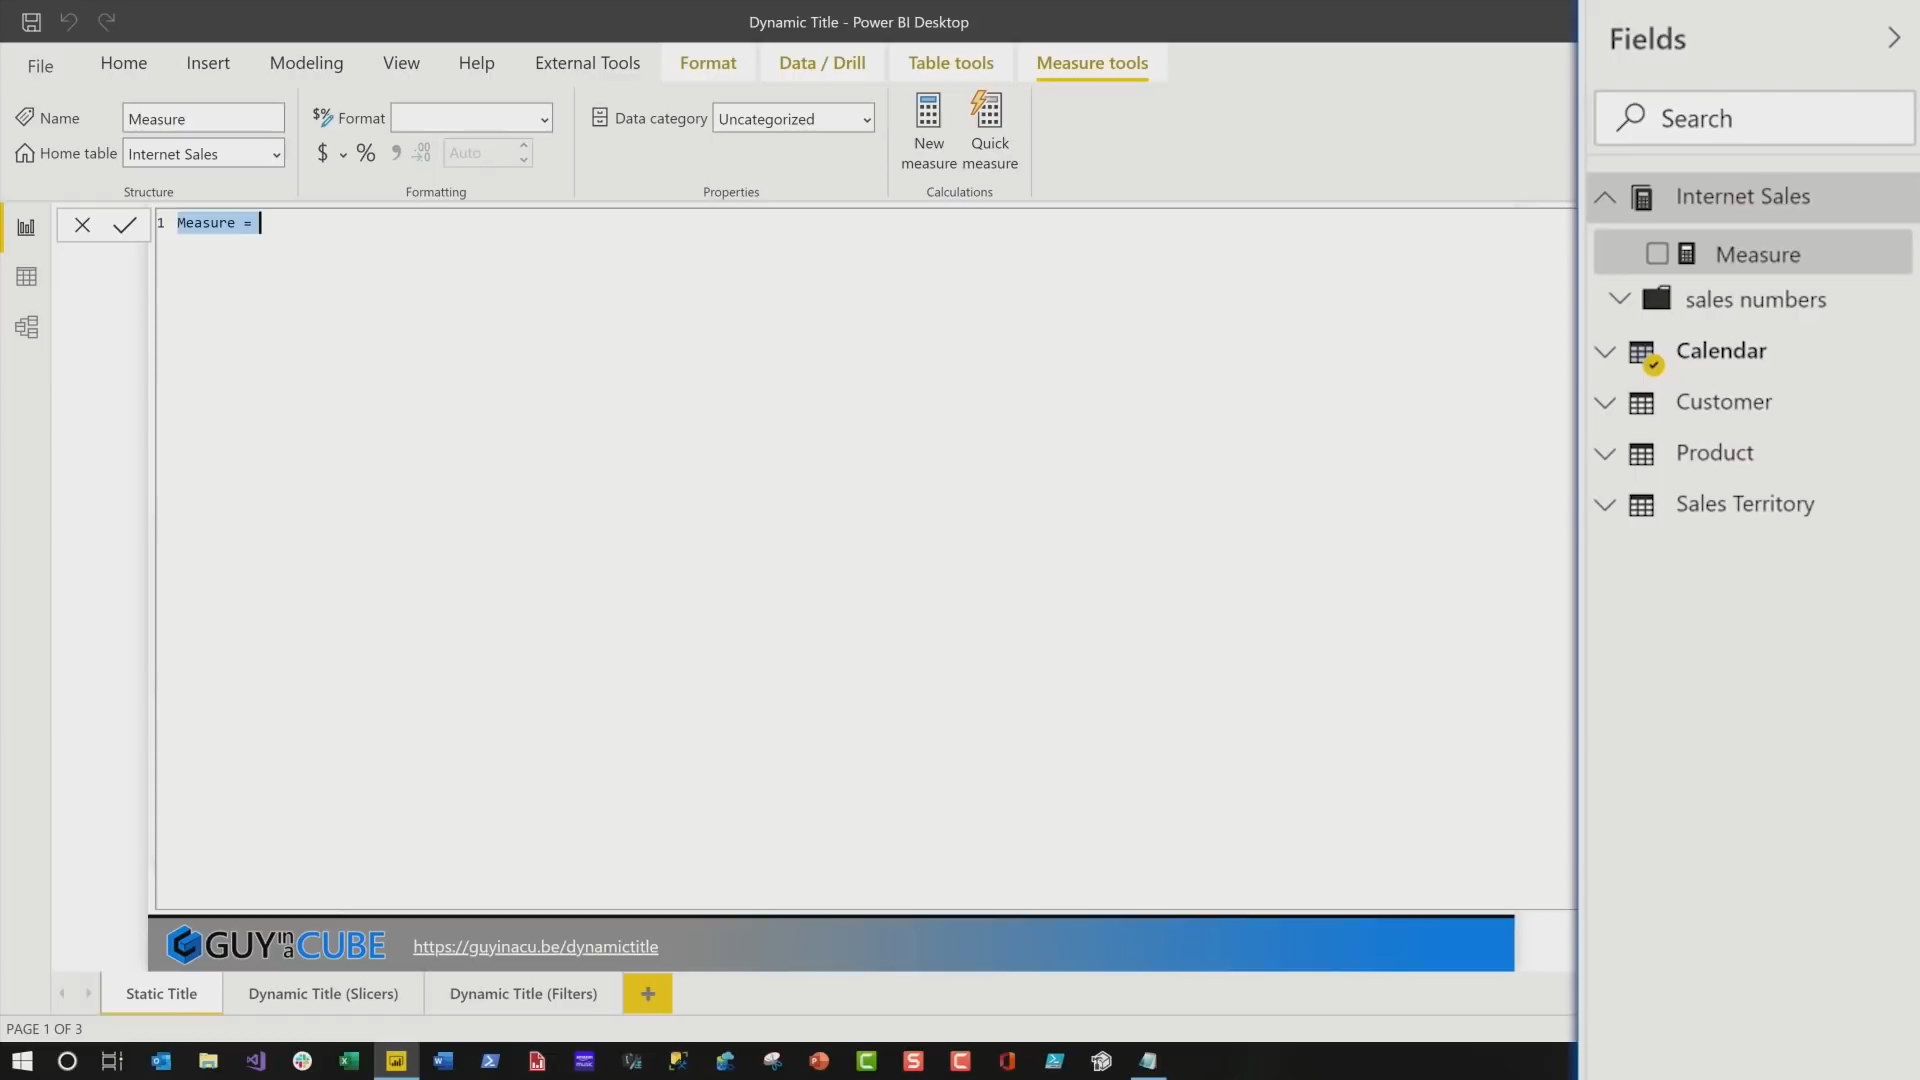 Dynamic Title - Power BI Desktop
File
Home
Insert
Modeling
View
Help
External Tools
Format
Data / Drill
Table tools
Measure tools
Name
Measure
Home table
Internet Sales
Structure
$% Format
$ % 9 .00 →0
Auto
Formatting
Data category
Uncategorized
Properties
New measure
Quick measure
Calculations
1 Measure =
Fields
Search
Internet Sales
Measure
sales numbers
Calendar
Customer
Product
Sales Territory
GUY in a CUBE
https://guyinacu.be/dynamictitle
Static Title
Dynamic Title (Slicers)
Dynamic Title (Filters)
+
PAGE 1 OF 3